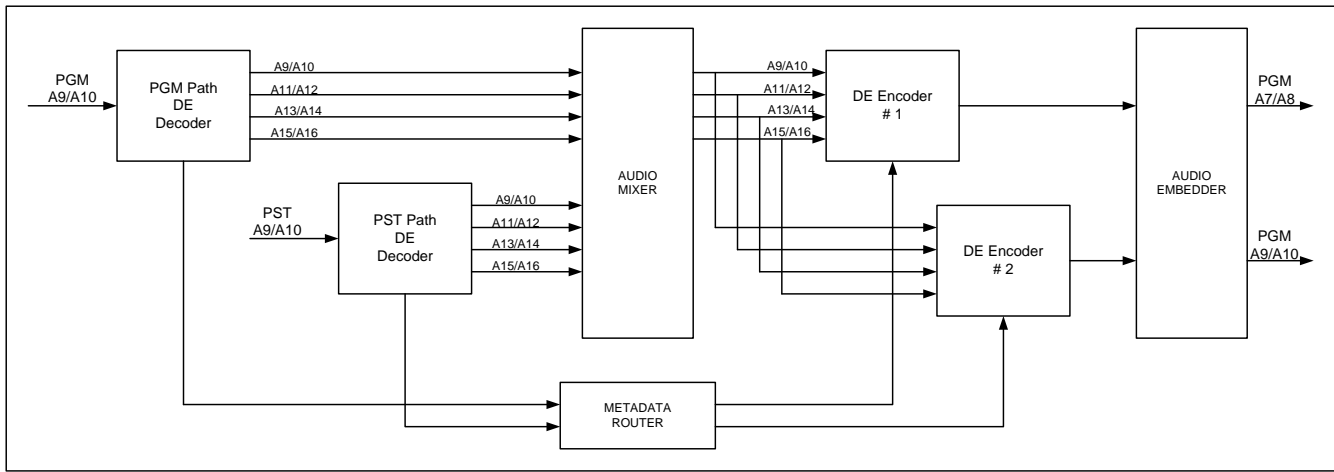 PGM
A9/A10
PGM Path
DE
Decoder
A9/A10
A11/A12
A13/A14
A15/A16
PST
A9/A10
PST Path
DE
Decoder
A9/A10
A11/A12
A13/A14
A15/A16
AUDIO
MIXER
A9/A10
A11/A12
A13/A14
A15/A16
DE Encoder
# 1
DE Encoder
# 2
AUDIO
EMBEDDER
PGM
A7/A8
PGM
A9/A10
METADATA
ROUTER